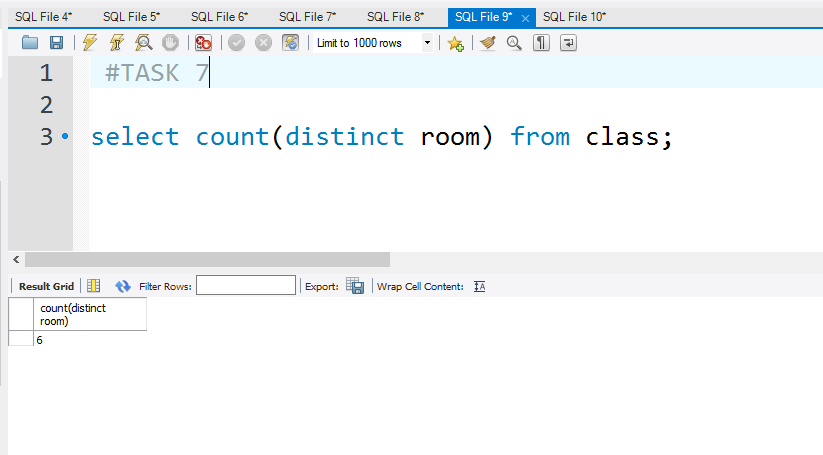 SQL File 4* SQL File 5* SQL File 6* SQL File 7* SQL File 8* SQL File 9* SQL File 10*
Limit to 1000 rows
1 #TASK 7
2
3 select count(distinct room) from class;
Result Grid Filter Rows: Export: Wrap Cell Content:
count(distinct
room)
6